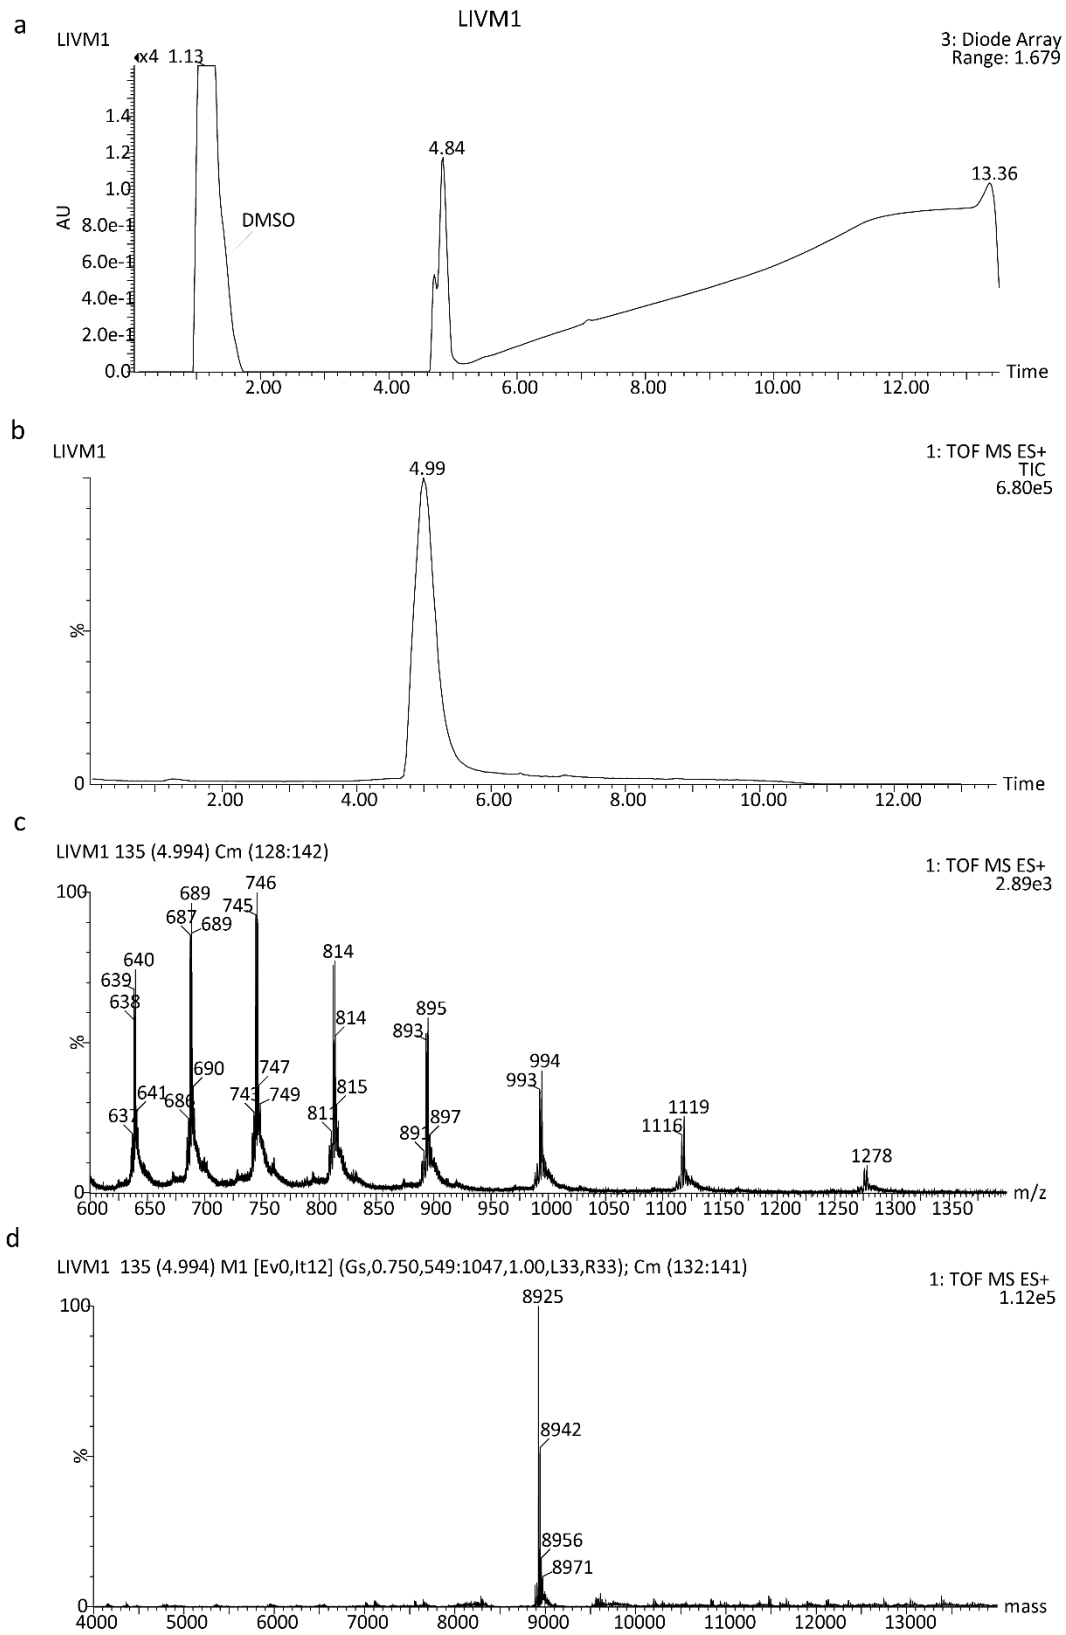 LIVM1
a
LIVM1
3: Diode Array
Range: 1.679
x4 1.13
4.84
13.36
DMSO
AU
1.4
1.2
1.0
8.0e-1
6.0e-1
4.0e-1
2.0e-1
0.0
2.00 4.00 6.00 8.00 10.00 12.00
Time
b
LIVM1
1: TOF MS ES+
TIC
6.80e5
4.99
%
0
2.00 4.00 6.00 8.00 10.00 12.00
Time
c
LIVM1 135 (4.994) Cm (128:142)
1: TOF MS ES+
2.89e3
100
%
0
637
638
639
640
641
686
687
689
689
690
743
745
746
747
749
811
814
814
815
891
893
895
897
993
994
1116
1119
1278
600 650 700 750 800 850 900 950 1000 1050 1100 1150 1200 1250 1300 1350
m/z
d
LIVM1 135 (4.994) M1 [Ev0,It12] (Gs,0.750,549:1047,1.00,L33,R33); Cm (132:141)
1: TOF MS ES+
1.12e5
100
%
0
8925
8942
8956
8971
4000 5000 6000 7000 8000 9000 10000 11000 12000 13000
mass